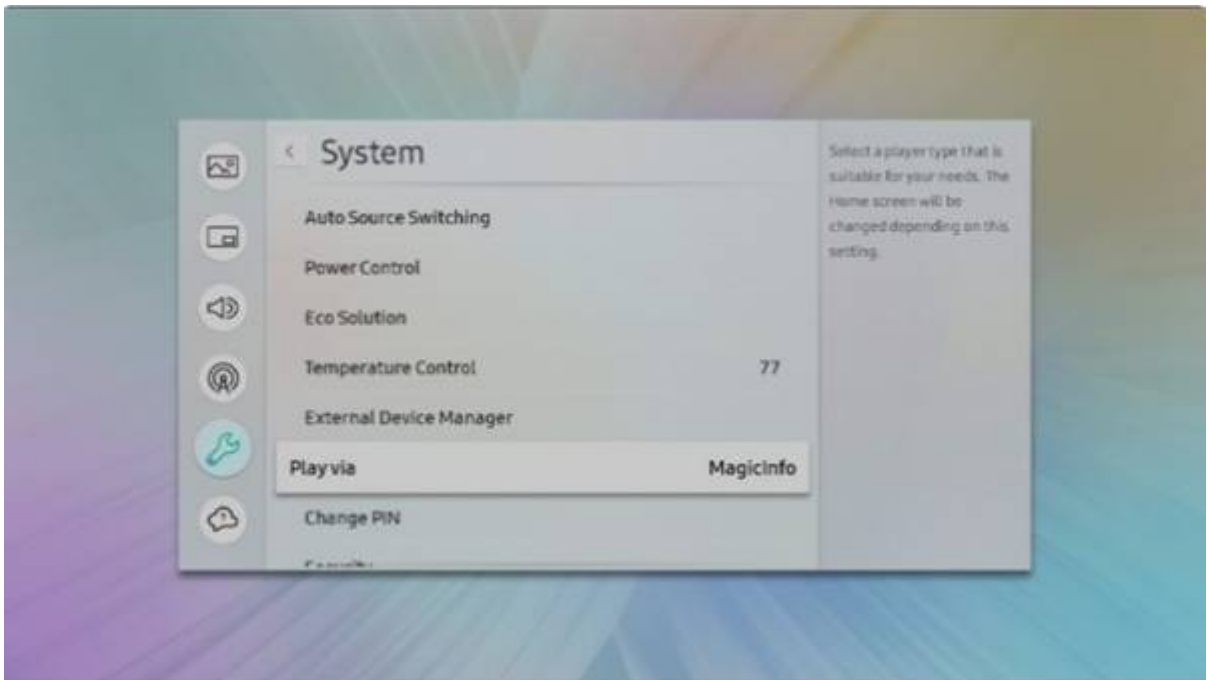 System
Auto Source Switching
Power Control
Eco Solution
Temperature Control 77
External Device Manager
Play via MagicInfo
Change PIN
Security
Select a player type that is
suitable for your needs. The
Home screen will be
changed depending on this
setting.